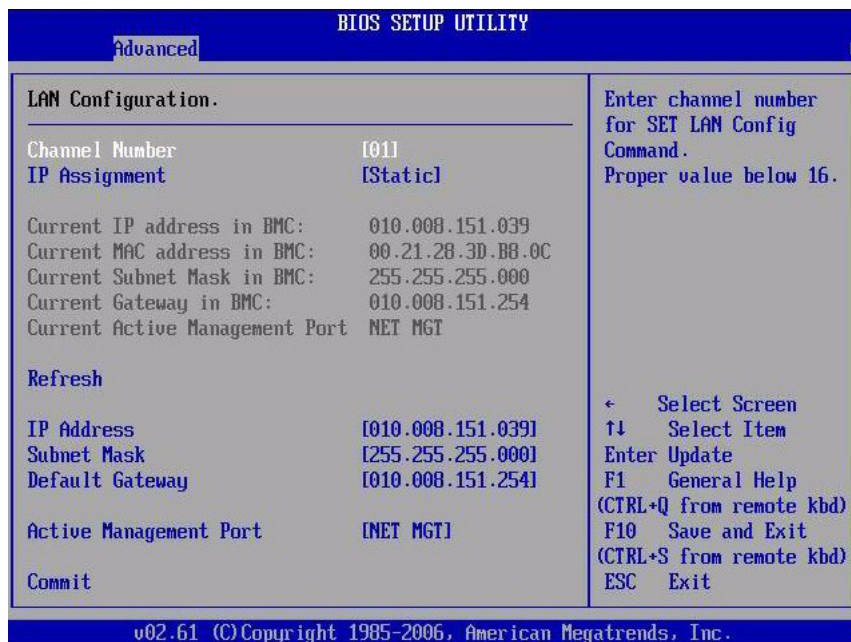 BIOS SETUP UTILITY
Advanced
LAN Configuration.
Channel Number [01]
IP Assignment [Static]
Current IP address in BMC: 010.008.151.039
Current MAC address in BMC: 00.21.28.3D.B8.0C
Current Subnet Mask in BMC: 255.255.255.000
Current Gateway in BMC: 010.008.151.254
Current Active Management Port NET MGT
Refresh
IP Address [010.008.151.039]
Subnet Mask [255.255.255.000]
Default Gateway [010.008.151.254]
Active Management Port [NET MGT]
Commit
Enter channel number
for SET LAN Config
Command.
Proper value below 16.
← Select Screen
↑↓ Select Item
Enter Update
F1 General Help
(CTRL+Q from remote kbd)
F10 Save and Exit
(CTRL+S from remote kbd)
ESC Exit
v02.61 (C)Copyright 1985-2006, American Megatrends, Inc.